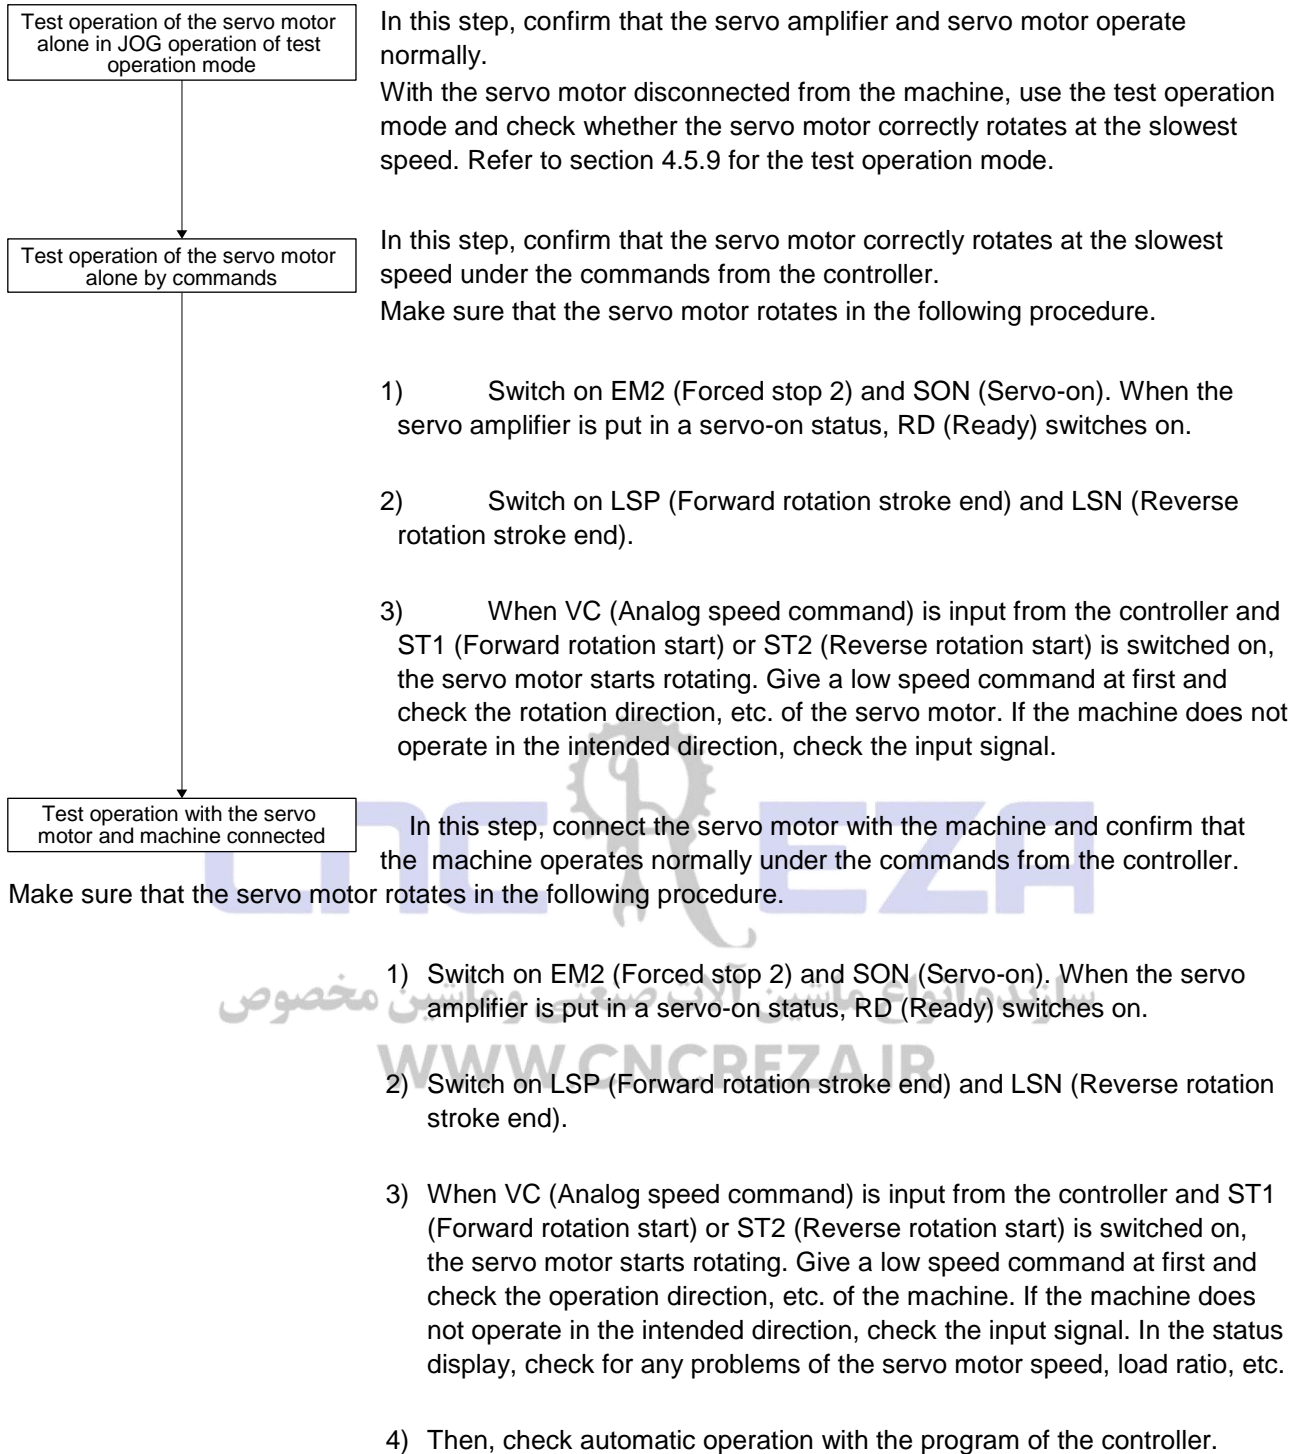 Test operation of the servo motor
alone in JOG operation of test
operation mode
In this step, confirm that the servo amplifier and servo motor operate
normally.
With the servo motor disconnected from the machine, use the test operation
mode and check whether the servo motor correctly rotates at the slowest
speed. Refer to section 4.5.9 for the test operation mode.
Test operation of the servo motor
alone by commands
In this step, confirm that the servo motor correctly rotates at the slowest
speed under the commands from the controller.
Make sure that the servo motor rotates in the following procedure.
1) Switch on EM2 (Forced stop 2) and SON (Servo-on). When the
servo amplifier is put in a servo-on status, RD (Ready) switches on.
2) Switch on LSP (Forward rotation stroke end) and LSN (Reverse
rotation stroke end).
3) When VC (Analog speed command) is input from the controller and
ST1 (Forward rotation start) or ST2 (Reverse rotation start) is switched on,
the servo motor starts rotating. Give a low speed command at first and
check the rotation direction, etc. of the servo motor. If the machine does not
operate in the intended direction, check the input signal.
Test operation with the servo
motor and machine connected
In this step, connect the servo motor with the machine and confirm that
the machine operates normally under the commands from the controller.
Make sure that the servo motor rotates in the following procedure.
CNC REZA
1) Switch on EM2 (Forced stop 2) and SON (Servo-on). When the servo
amplifier is put in a servo-on status, RD (Ready) switches on.
سازنده انواع ماشین آلات صنعتی و ماشین مخصوص
WWW.CNCREZA.IR
2) Switch on LSP (Forward rotation stroke end) and LSN (Reverse rotation
stroke end).
3) When VC (Analog speed command) is input from the controller and ST1
(Forward rotation start) or ST2 (Reverse rotation start) is switched on,
the servo motor starts rotating. Give a low speed command at first and
check the operation direction, etc. of the machine. If the machine does
not operate in the intended direction, check the input signal. In the status
display, check for any problems of the servo motor speed, load ratio, etc.
4) Then, check automatic operation with the program of the controller.